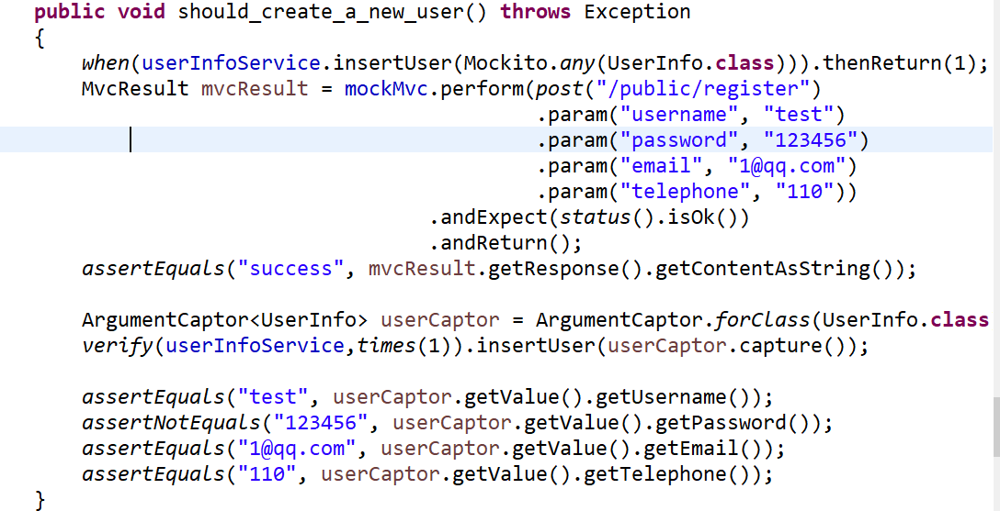 public void should_create_a_new_user() throws Exception
{
when(userInfoService.insertUser(Mockito.any(UserInfo.class))).thenReturn(1);
MvcResult mvcResult = mockMvc.perform(post("/public/register")
.param("username", "test")
.param("password", "123456")
.param("email", "1@qq.com")
.param("telephone", "110"))
.andExpect(status().isOk())
.andReturn();
assertEquals("success", mvcResult.getResponse().getContentAsString());
ArgumentCaptor<UserInfo> userCaptor = ArgumentCaptor.forClass(UserInfo.class
verify(userInfoService,times(1)).insertUser(userCaptor.capture());
assertEquals("test", userCaptor.getValue().getUsername());
assertNotEquals("123456", userCaptor.getValue().getPassword());
assertEquals("1@qq.com", userCaptor.getValue().getEmail());
assertEquals("110", userCaptor.getValue().getTelephone());
}